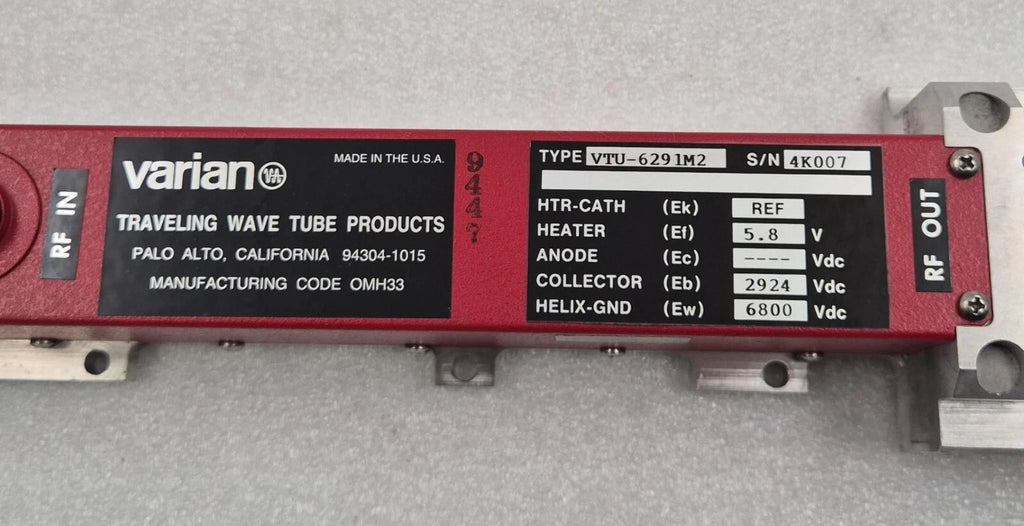 RF IN
varian
MADE IN THE U.S.A.
TRAVELING WAVE TUBE PRODUCTS
PALO ALTO, CALIFORNIA 94304-1015
MANUFACTURING CODE OMH33
944
TYPE VTU-6291M2 S/N 4K007
HTR-CATH (Ek) REF
HEATER (Ef) 5.8 V
ANODE (Ec) ---- Vdc
COLLECTOR (Eb) 2924 Vdc
HELIX-GND (Ew) 6800 Vdc
RF OUT